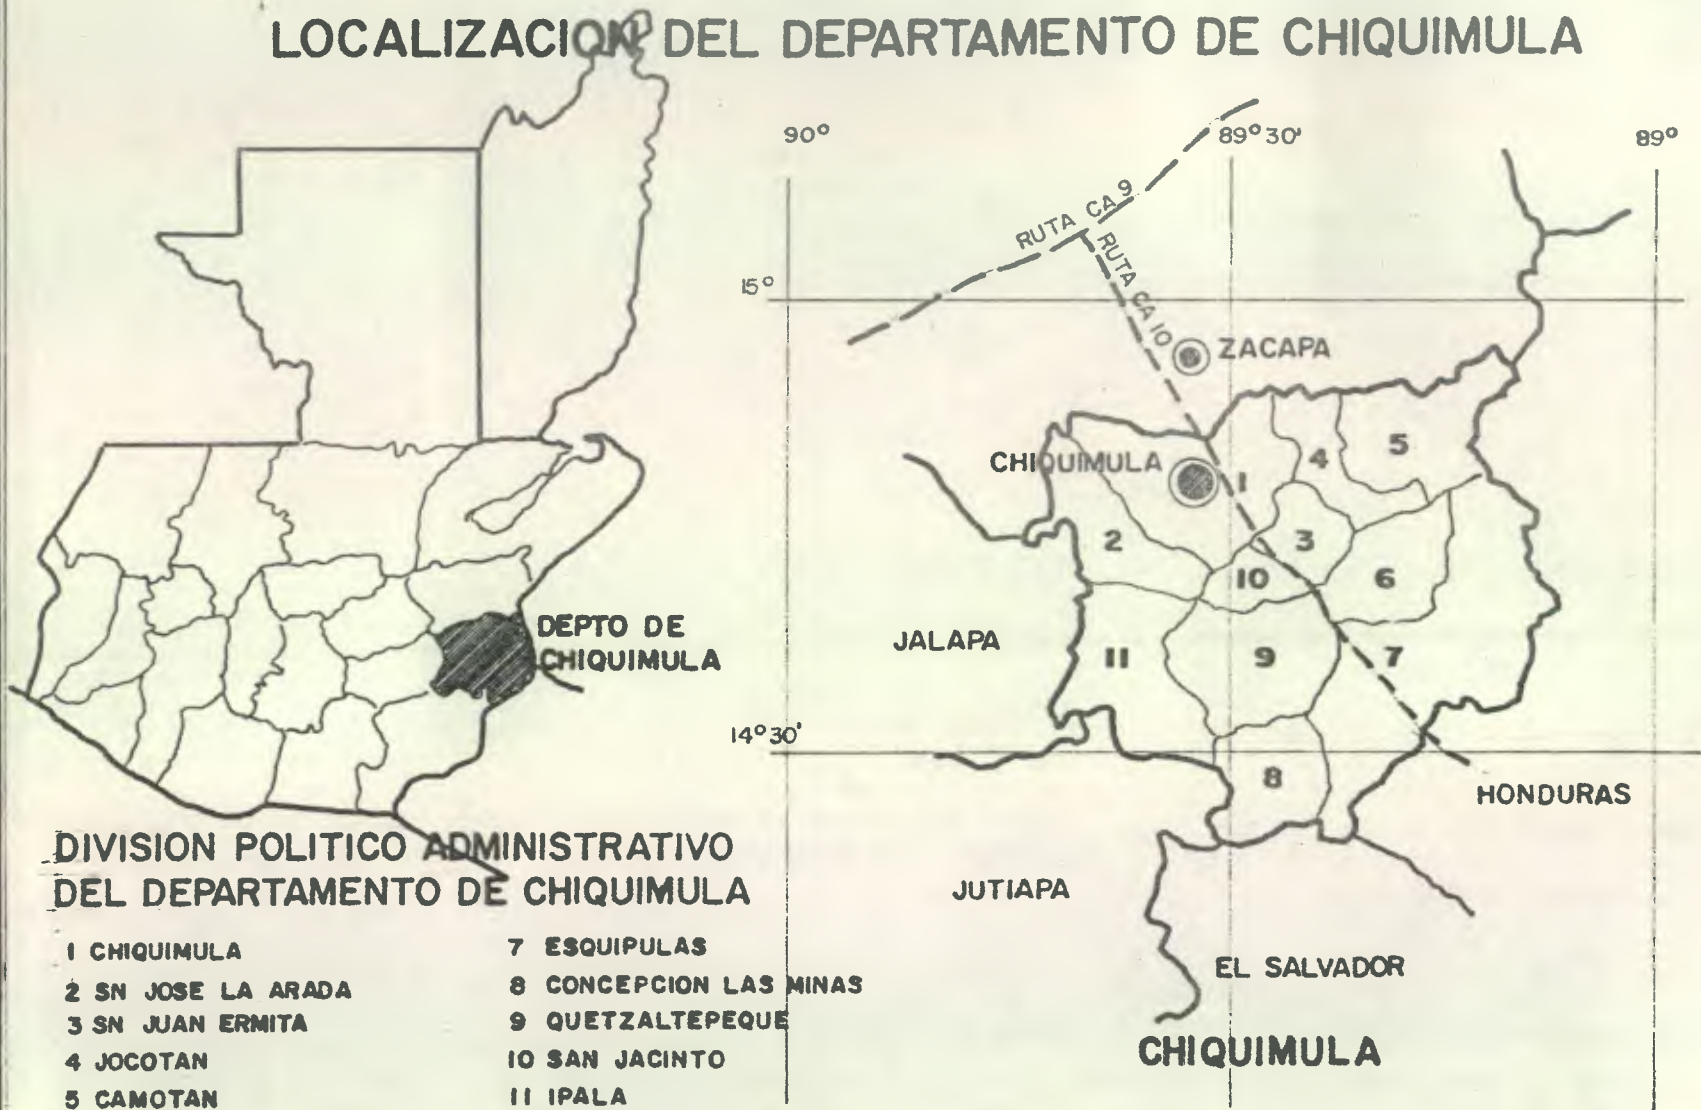 LOCALIZACION DEL DEPARTAMENTO DE CHIQUIMULA
90°
89° 30'
89°
RUTA CA 9
RUTA CA 10
15°
ZACAPA
CHIQUIMULA
1
2
3
4
5
6
7
8
9
10
11
DEPTO DE
CHIQUIMULA
JALAPA
14° 30'
HONDURAS
JUTIAPA
EL SALVADOR
CHIQUIMULA
DIVISION POLITICO ADMINISTRATIVO
DEL DEPARTAMENTO DE CHIQUIMULA
1 CHIQUIMULA
2 SN JOSE LA ARADA
3 SN JUAN ERMITA
4 JOCOTAN
5 CAMOTAN
7 ESQUIPULAS
8 CONCEPCION LAS MINAS
9 QUETZALTEPEQUE
10 SAN JACINTO
11 IPALA